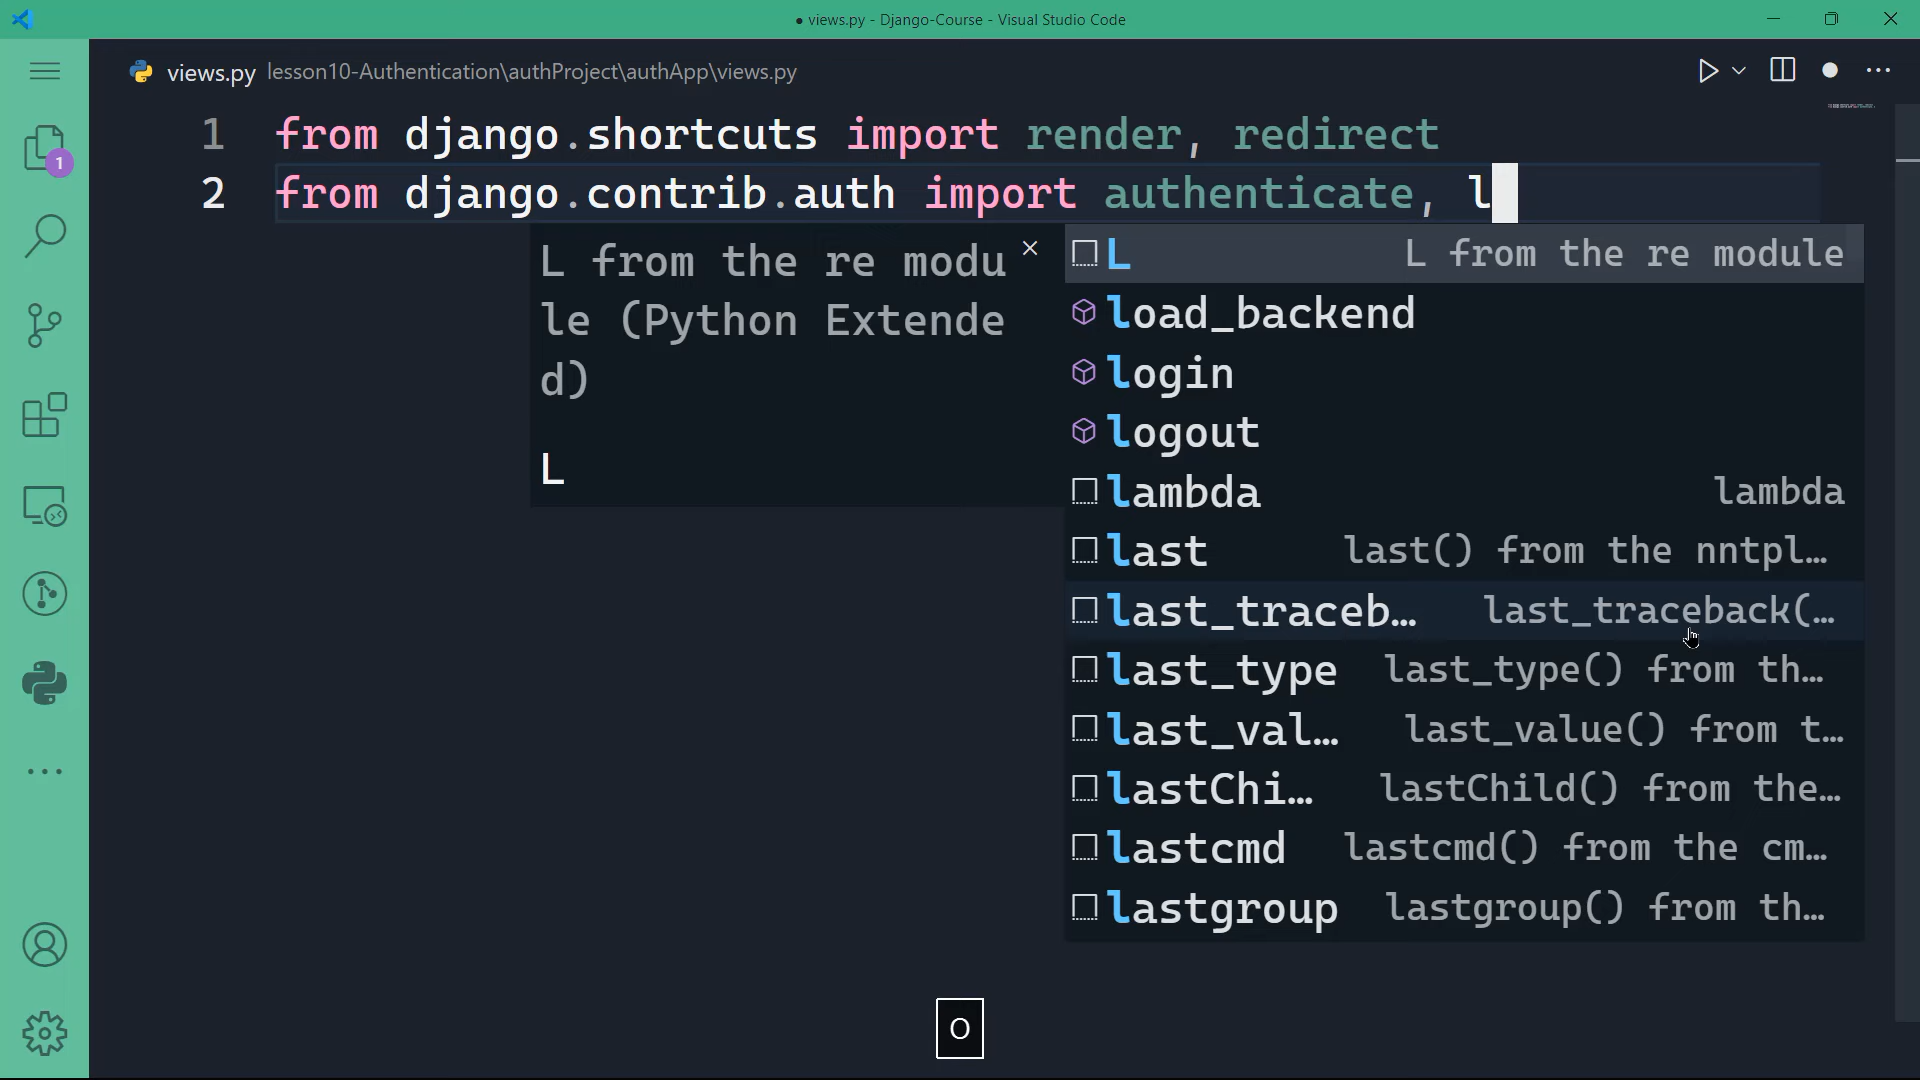 ● views.py - Django-Course - Visual Studio Code
views.py lesson10-Authentication\authProject\authApp\views.py
1 from django.shortcuts import render, redirect
2 from django.contrib.auth import authenticate, l
L from the re modu
le (Python Extende
d)
L
L L from the re module
load_backend
login
logout
lambda lambda
last last() from the nntpl…
last_traceb… last_traceback(…
last_type last_type() from th…
last_val… last_value() from t…
lastChi… lastChild() from the…
lastcmd lastcmd() from the cm…
lastgroup lastgroup() from th…
1
O